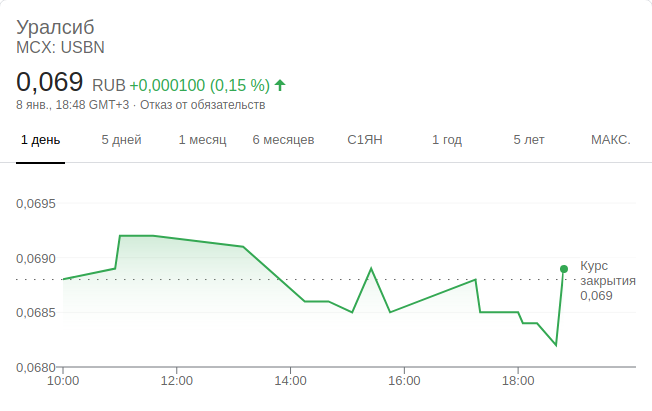 Уралсиб
MCX: USBN
0,069 RUB +0,000100 (0,15 %)
8 янв., 18:48 GMT+3 · Отказ от обязательств
1 день 5 дней 1 месяц 6 месяцев С1ЯН 1 год 5 лет МАКС.
0,0695
0,0690
0,0685
0,0680
Курс
закрытия
0,069
10:00 12:00 14:00 16:00 18:00